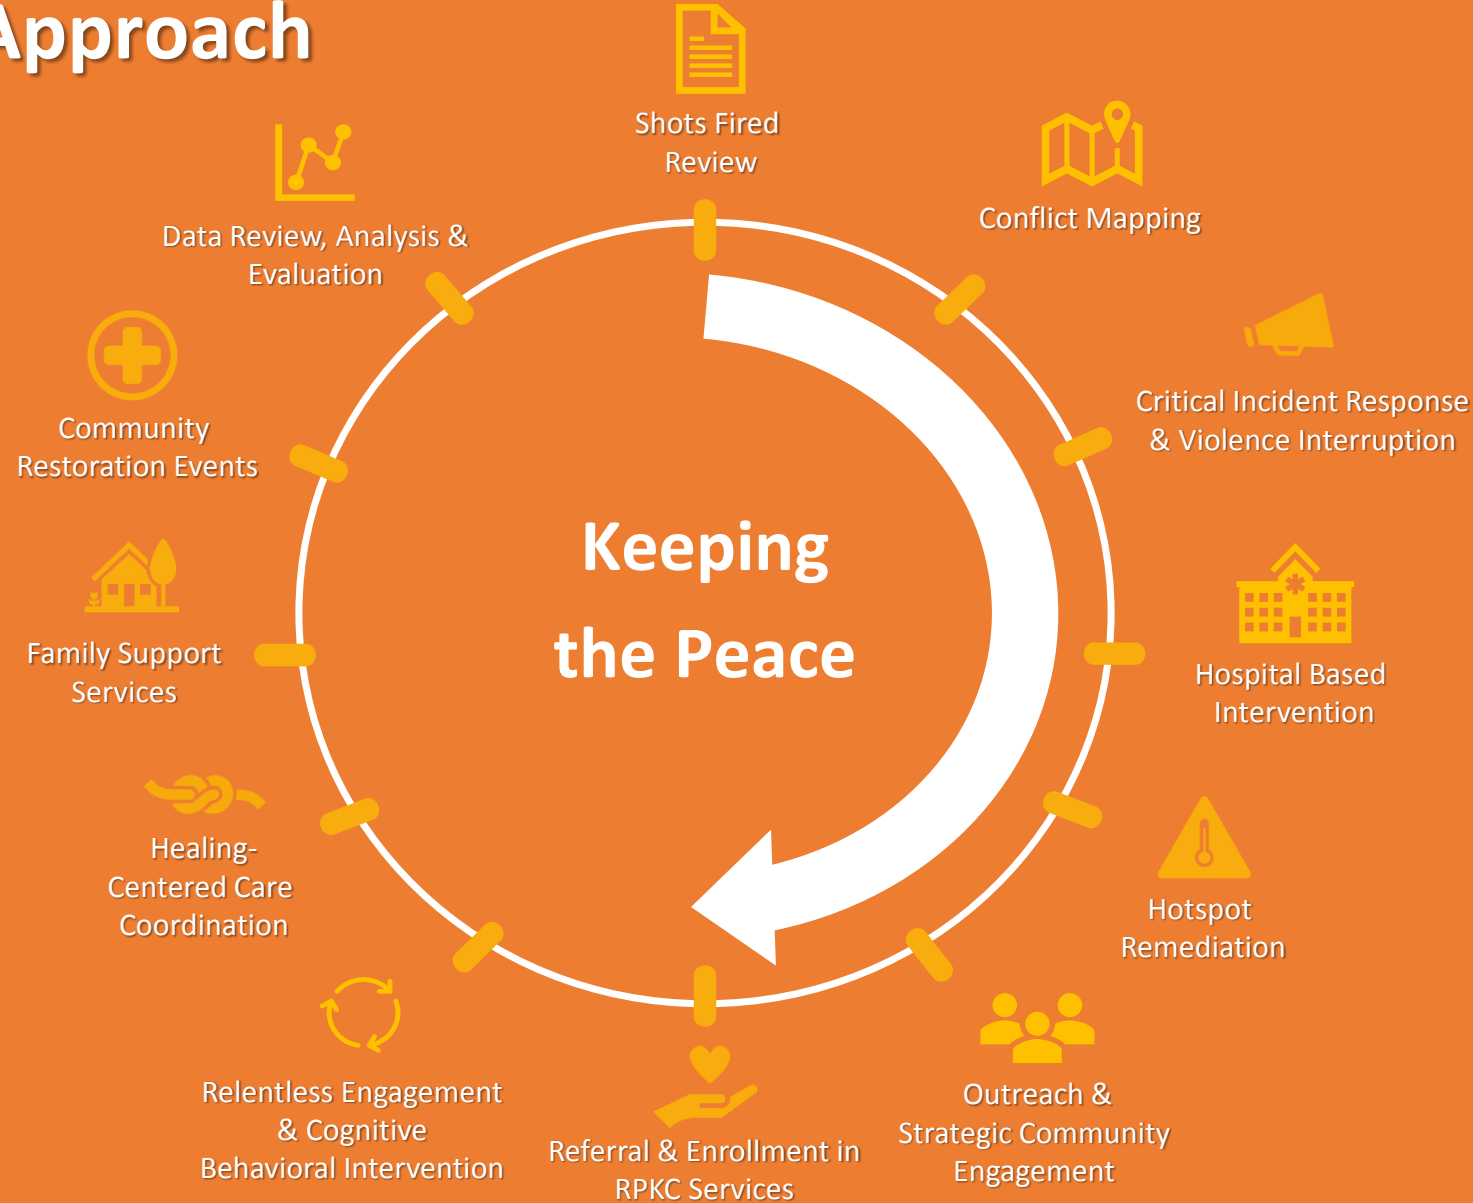 Approach
Shots Fired
Review
Conflict Mapping
Critical Incident Response
& Violence Interruption
Hospital Based
Intervention
Hotspot
Remediation
Outreach &
Strategic Community
Engagement
Referral & Enrollment in
RPKC Services
Relentless Engagement
& Cognitive
Behavioral Intervention
Healing-
Centered Care
Coordination
Family Support
Services
Community
Restoration Events
Data Review, Analysis &
Evaluation
Keeping
the Peace